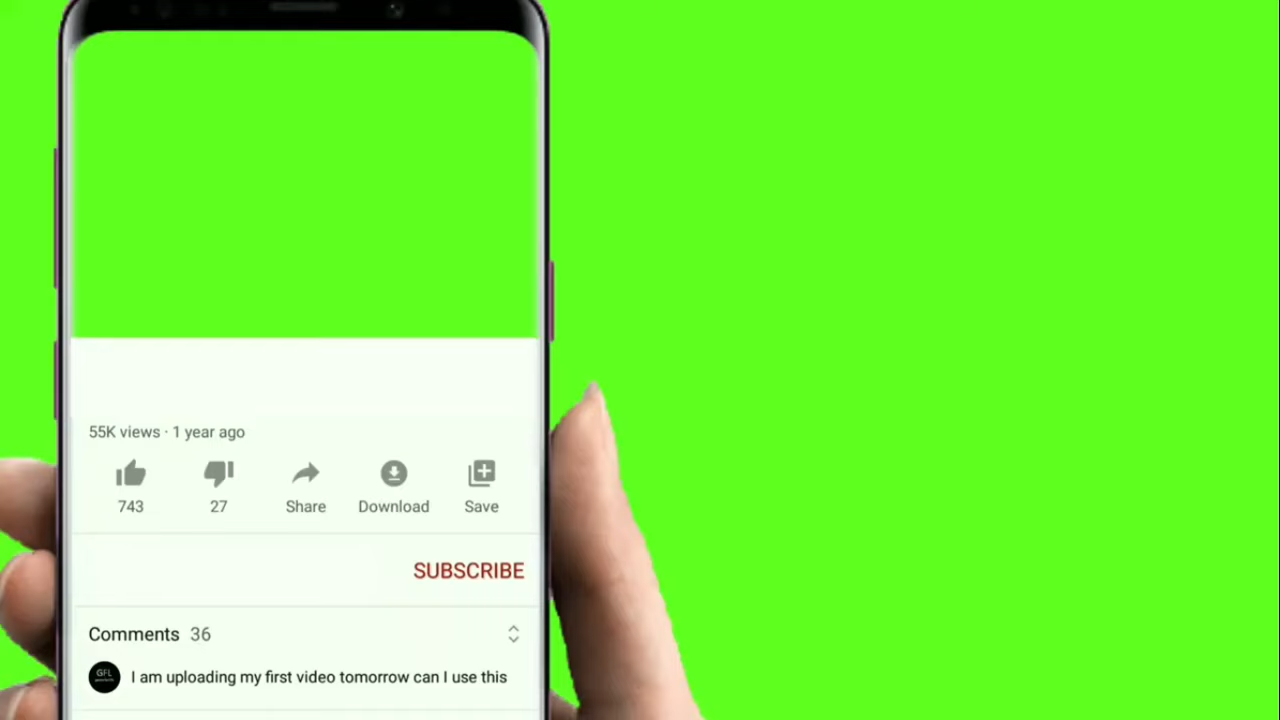 55K views · 1 year ago
743
27
Share
Download
Save
SUBSCRIBE
Comments 36
GFL
I am uploading my first video tomorrow can I use this